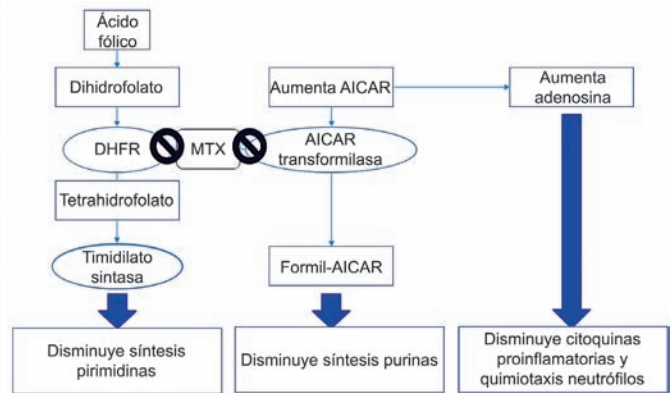 Ácido
fólico
Dihidrofolato
DHFR
Tetrahidrofolato
Timidilato
sintasa
Disminuye síntesis
pirimidinas
MTX
Aumenta AICAR
AICAR
transformilasa
Formil-AICAR
Disminuye síntesis purinas
Aumenta
adenosina
Disminuye citoquinas
proinflamatorias y
quimiotaxis neutrófilos